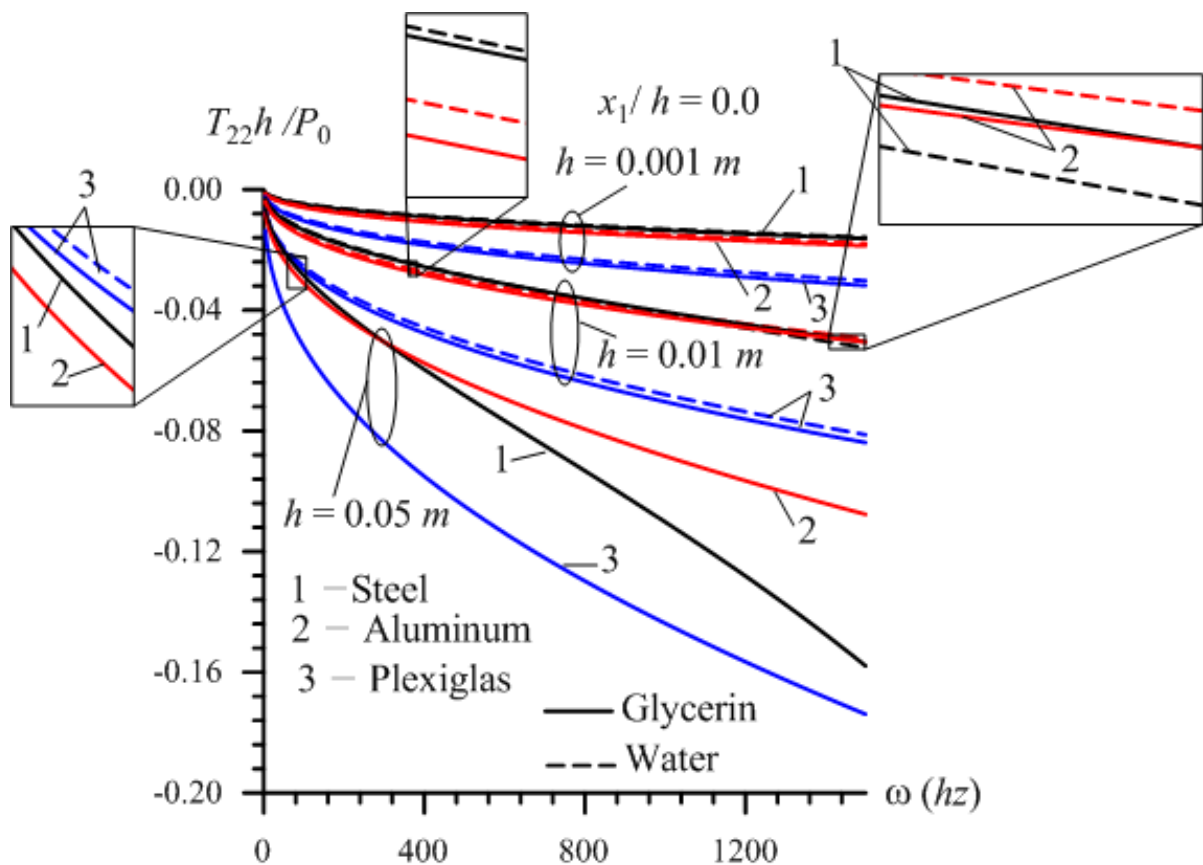 T₂₂h /P₀
x₁/ h = 0.0
h = 0.001 m
1
2
3
1
2
3
1
2
0.00
-0.04
-0.08
-0.12
-0.16
-0.20
1
2
3
h = 0.01 m
3
1
2
3
h = 0.05 m
1 – Steel
2 – Aluminum
3 – Plexiglas
Glycerin
Water
ω (hz)
0
400
800
1200